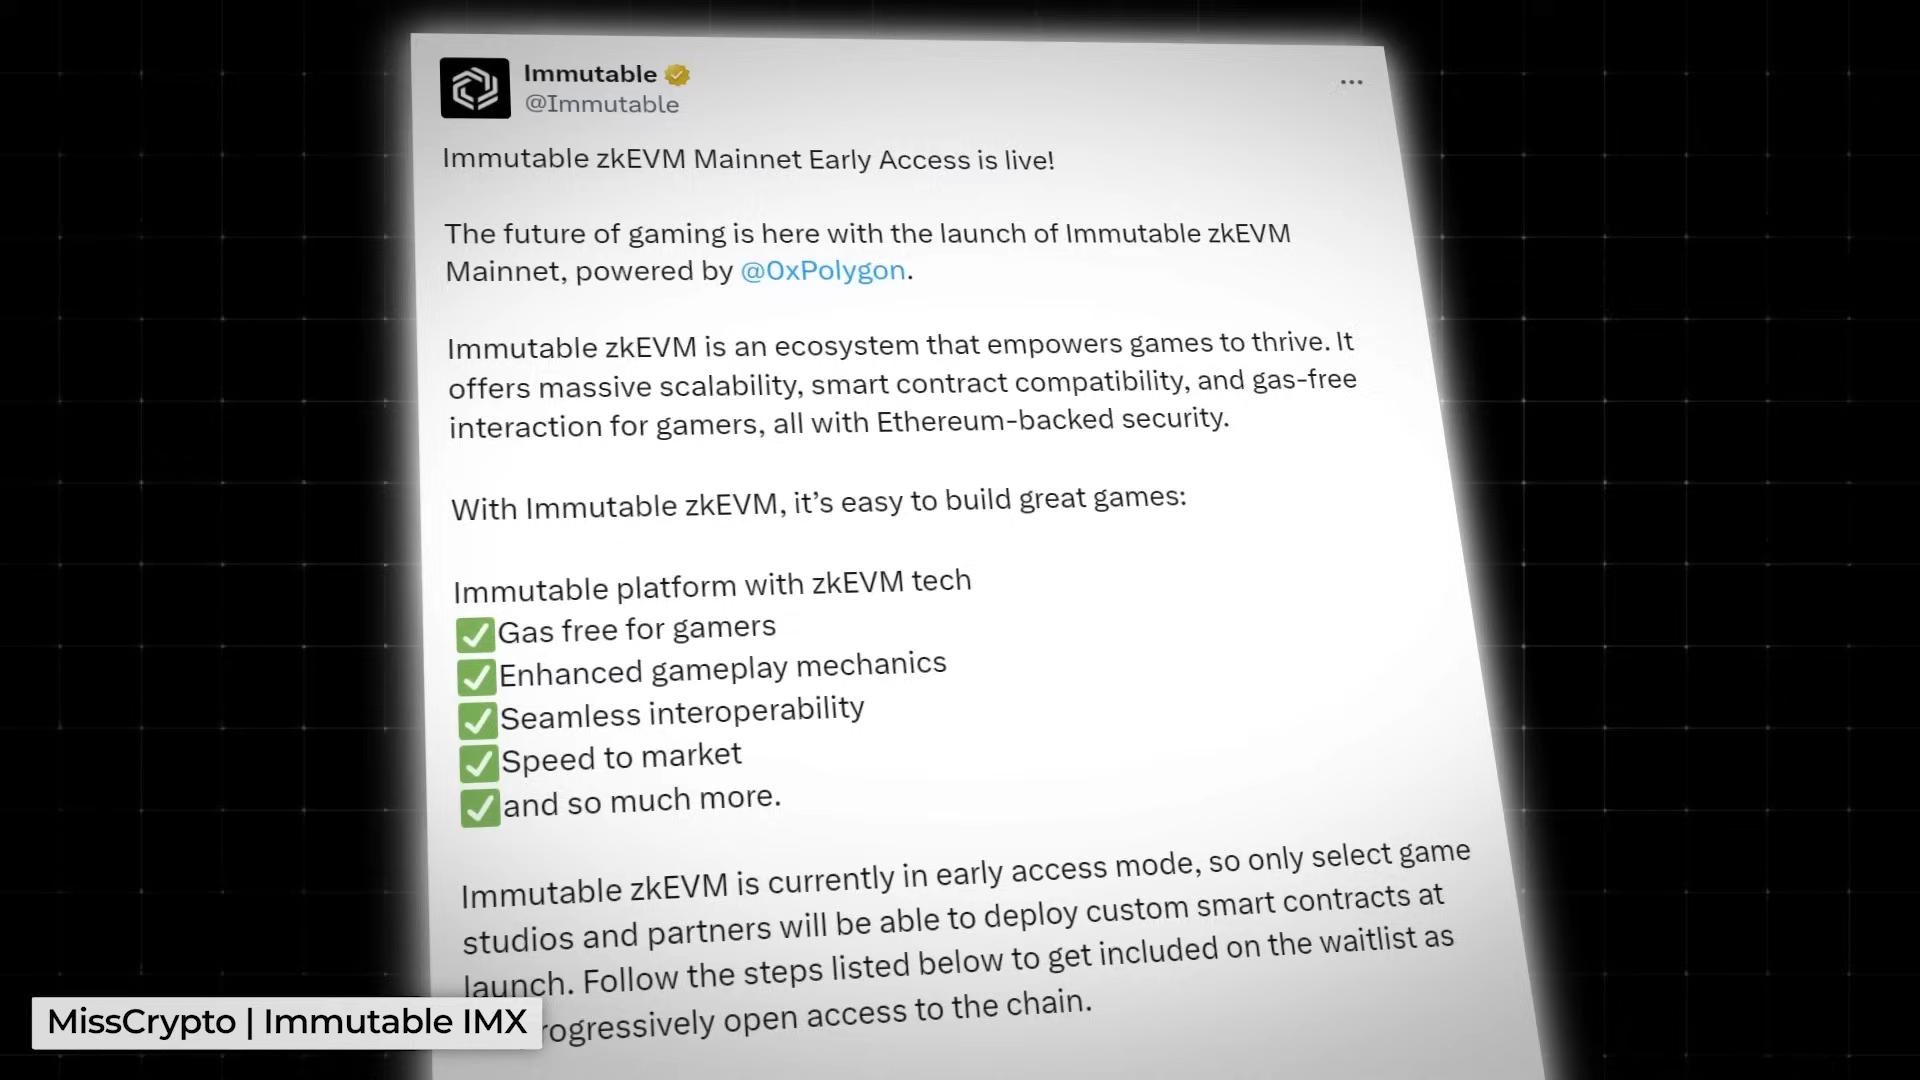 Immutable
@Immutable
Immutable zkEVM Mainnet Early Access is live!
The future of gaming is here with the launch of Immutable zkEVM
Mainnet, powered by @0xPolygon.
Immutable zkEVM is an ecosystem that empowers games to thrive. It
offers massive scalability, smart contract compatibility, and gas-free
interaction for gamers, all with Ethereum-backed security.
With Immutable zkEVM, it’s easy to build great games:
Immutable platform with zkEVM tech
✅Gas free for gamers
✅Enhanced gameplay mechanics
✅Seamless interoperability
✅Speed to market
✅and so much more.
Immutable zkEVM is currently in early access mode, so only select game
studios and partners will be able to deploy custom smart contracts at
launch. Follow the steps listed below to get included on the waitlist as
open access to the chain.
MissCrypto | Immutable IMX